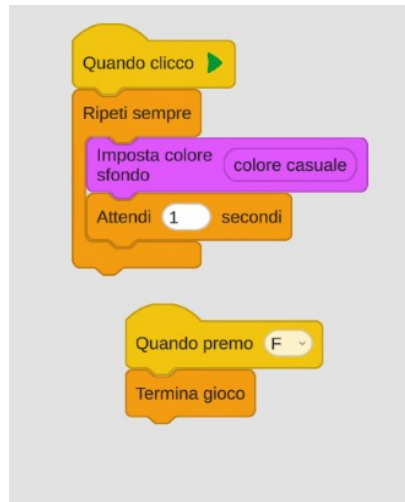 Quando clicco
Ripeti sempre
Imposta colore
sfondo
colore casuale
Attendi 1 secondi
Quando premo F
Termina gioco